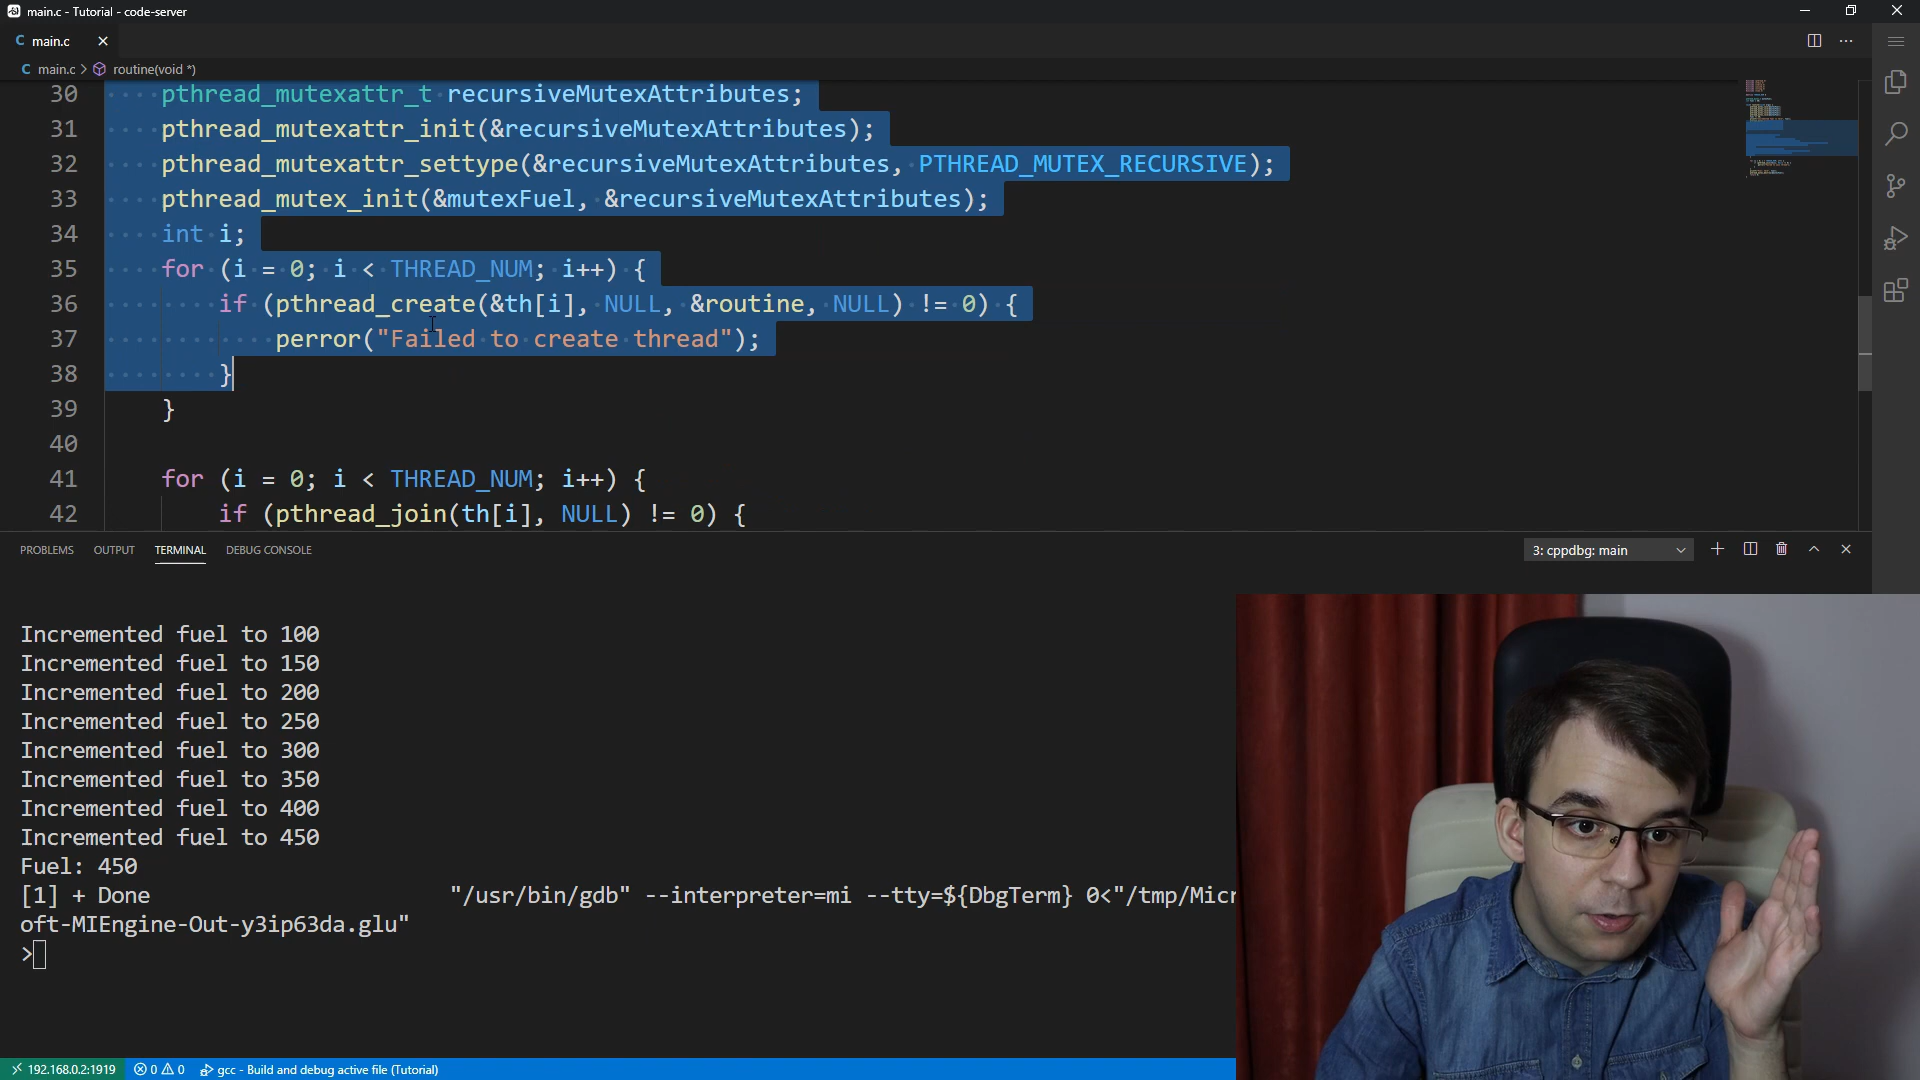 main.c - Tutorial - code-server
main.c
main.c > routine(void *)
30 pthread_mutexattr_t recursiveMutexAttributes;
31 pthread_mutexattr_init(&recursiveMutexAttributes);
32 pthread_mutexattr_settype(&recursiveMutexAttributes, PTHREAD_MUTEX_RECURSIVE);
33 pthread_mutex_init(&mutexFuel, &recursiveMutexAttributes);
34 int i;
35 for (i = 0; i < THREAD_NUM; i++) {
36 if (pthread_create(&th[i], NULL, &routine, NULL) != 0) {
37 perror("Failed to create thread");
38 }
39 }
40
41 for (i = 0; i < THREAD_NUM; i++) {
42 if (pthread_join(th[i], NULL) != 0) {
PROBLEMS OUTPUT TERMINAL DEBUG CONSOLE 3: cppdbg: main
Incremented fuel to 100
Incremented fuel to 150
Incremented fuel to 200
Incremented fuel to 250
Incremented fuel to 300
Incremented fuel to 350
Incremented fuel to 400
Incremented fuel to 450
Fuel: 450
[1] + Done "/usr/bin/gdb" --interpreter=mi --tty=${DbgTerm} 0<"/tmp/Micr
oft-MIEngine-Out-y3ip63da.glu"
>
192.168.0.2:1919 0 0 gcc - Build and debug active file (Tutorial)